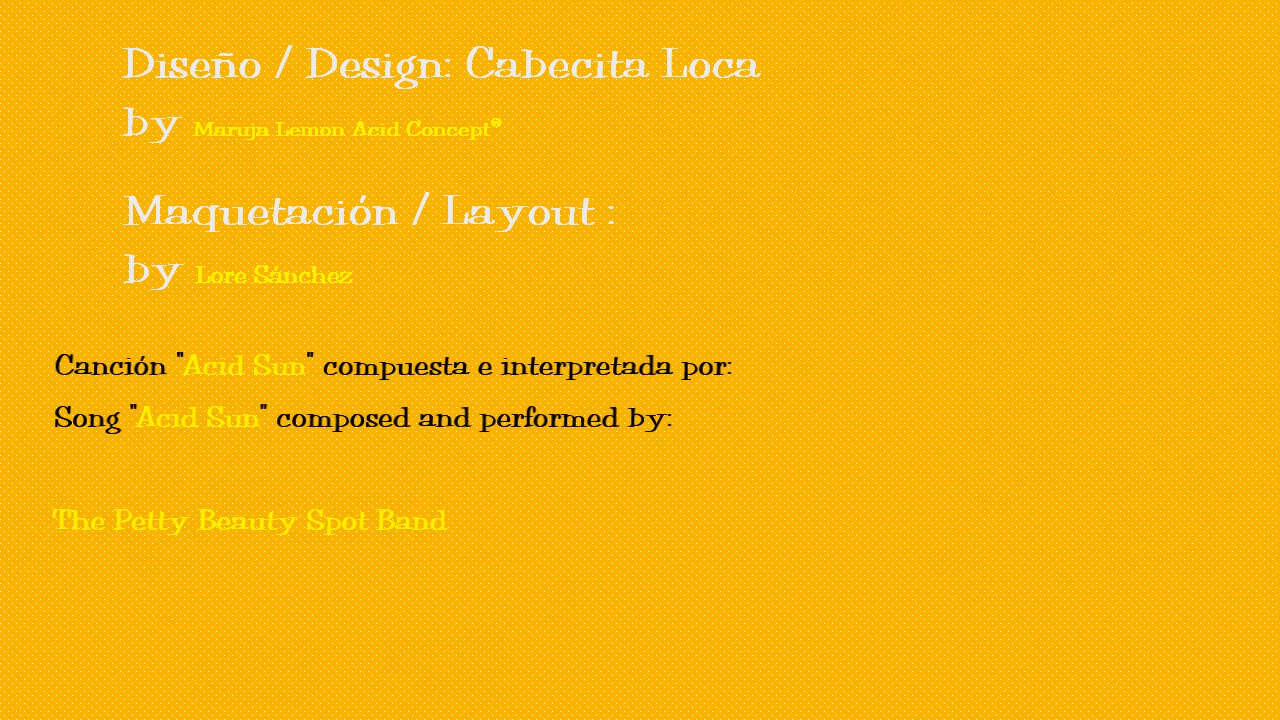 Diseño / Design: Cabecita Loca
by Maruja Lemon Acid Concept®
Maquetación / Layout :
by Lore Sánchez
Canción "Acid Sun" compuesta e interpretada por:
Song "Acid Sun" composed and performed by:
The Petty Beauty Spot Band